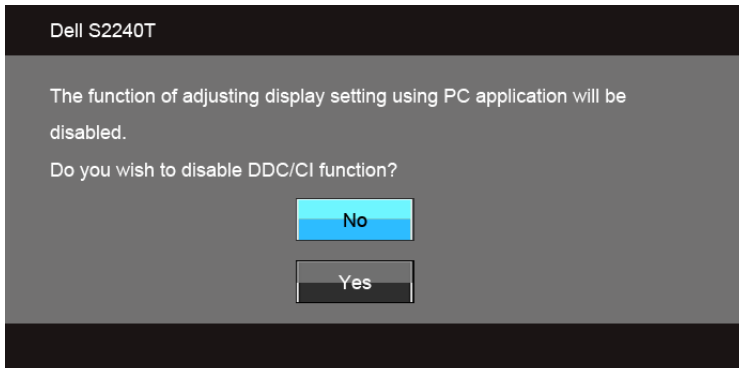 Dell S2240T
The function of adjusting display setting using PC application will be
disabled.
Do you wish to disable DDC/CI function?
No
Yes